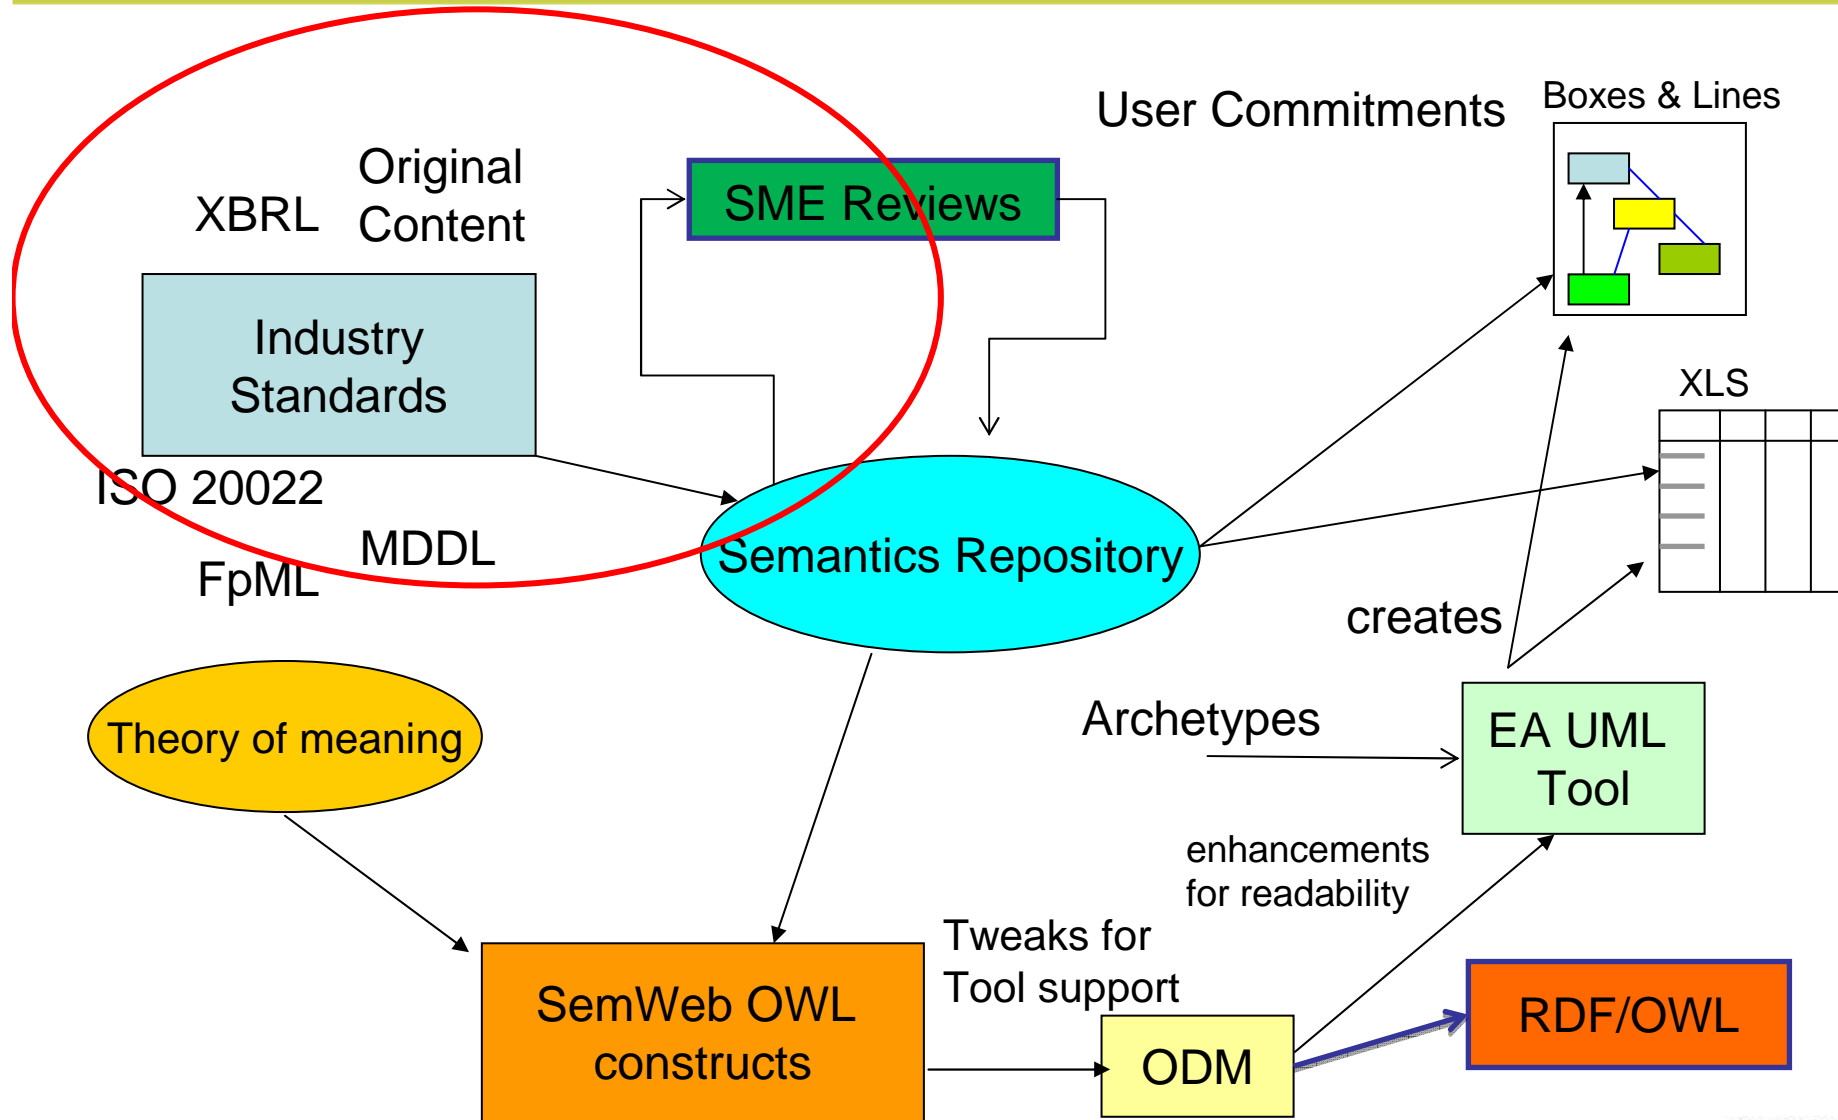 User Commitments
Boxes & Lines
Original
Content
XBRL
SME Reviews
Industry
Standards
XLS
ISO 20022
MDDL
FpML
Semantics Repository
creates
Theory of meaning
Archetypes
EA UML
Tool
enhancements
for readability
Tweaks for
Tool support
SemWeb OWL
constructs
ODM
RDF/OWL